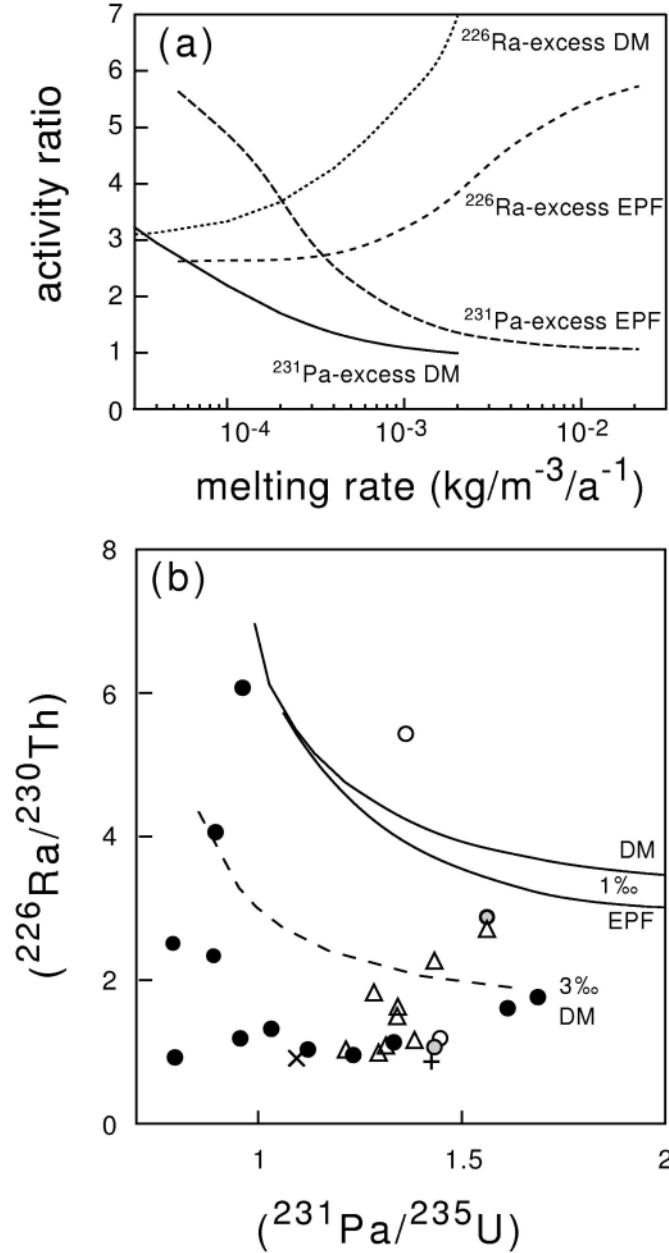 (a)
7
6
5
4
3
2
1
0
activity ratio
²²⁶Ra-excess DM
²²⁶Ra-excess EPF
²³¹Pa-excess EPF
²³¹Pa-excess DM
10⁻⁴
10⁻³
10⁻²
melting rate (kg/m⁻³/a⁻¹)
(b)
8
6
4
2
0
(²²⁶Ra/²³⁰Th)
DM
1‰
EPF
3‰
DM
1
1.5
2
(²³¹Pa/²³⁵U)